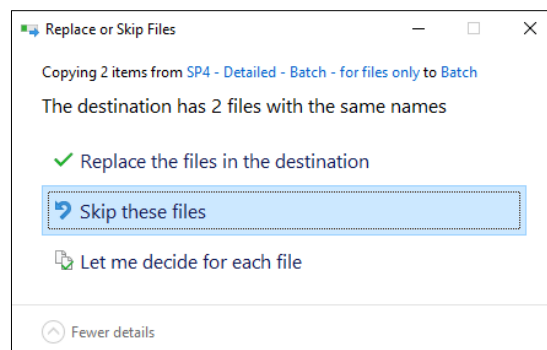 Replace or Skip Files
Copying 2 items from SP4 - Detailed - Batch - for files only to Batch
The destination has 2 files with the same names
Replace the files in the destination
Skip these files
Let me decide for each file
Fewer details